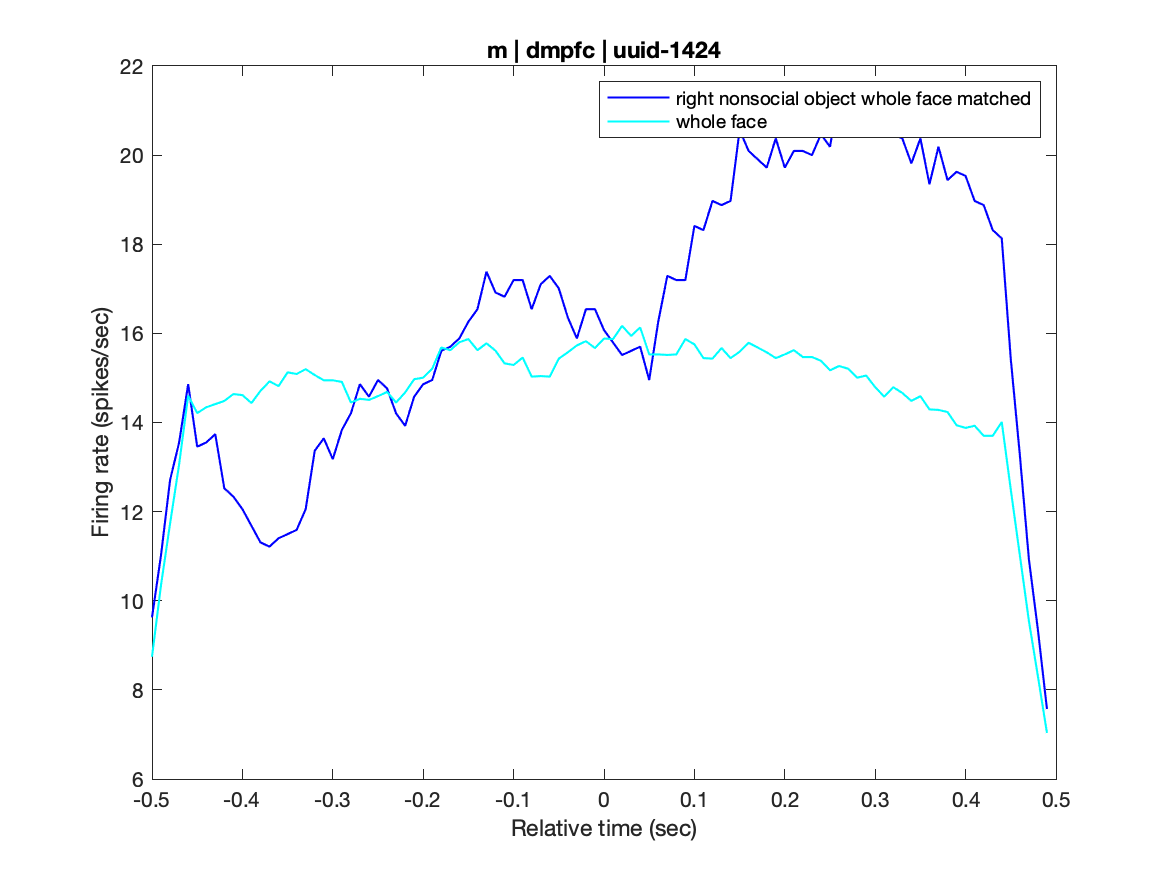 m | dmpfc | uuid-1424
right nonsocial object whole face matched
whole face
22
20
18
16
14
12
10
8
6
Firing rate (spikes/sec)
-0.5 -0.4 -0.3 -0.2 -0.1 0 0.1 0.2 0.3 0.4 0.5
Relative time (sec)